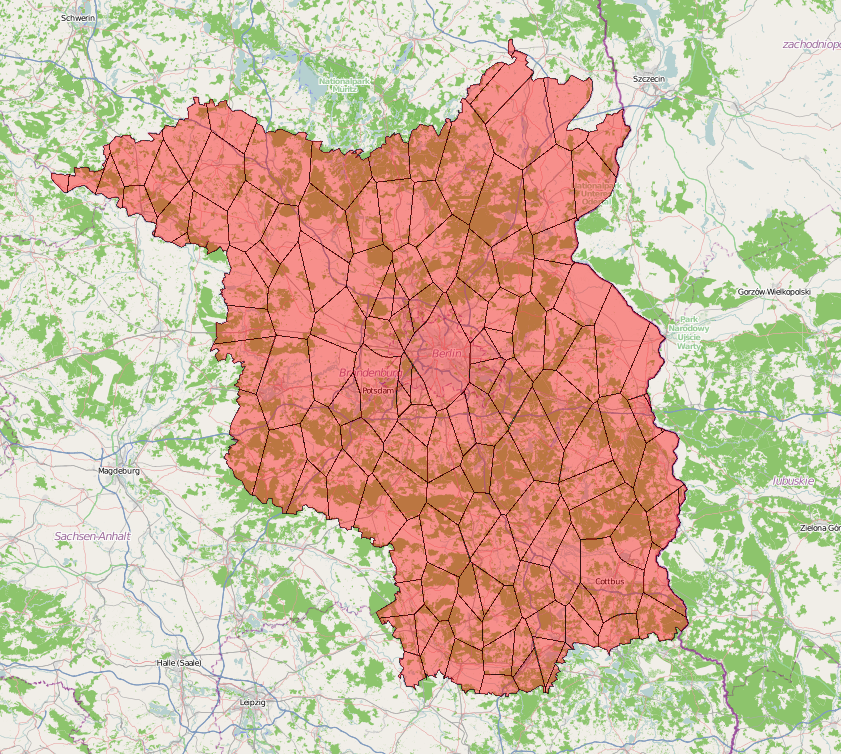 Schwerin
zachodniopo
Szczecin
Nationalpark
Müritz
Nationalpark
Unteres
Gorzów Wielkopolski
Park
Narodowy
Ujście
Warty
Berlin
Brandenburg
Potsdam
Magdeburg
lubuskie
Zielona Gór
Sachsen-Anhalt
Cottbus
Halle (Saale)
Leipzig